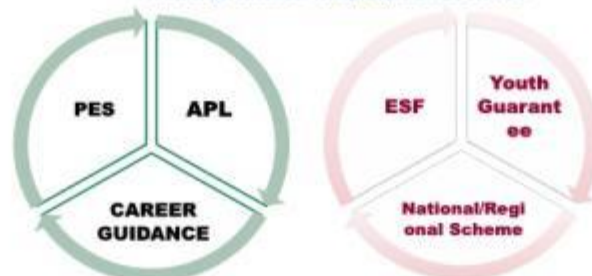 PES
APL
CAREER
GUIDANCE
ESF
Youth
Guarant
ee
National/Regi
onal Scheme